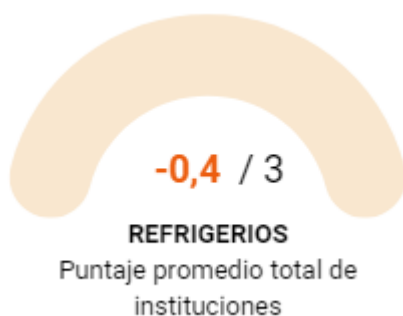 -0,4 / 3
REFRIGERIOS
Puntaje promedio total de
instituciones